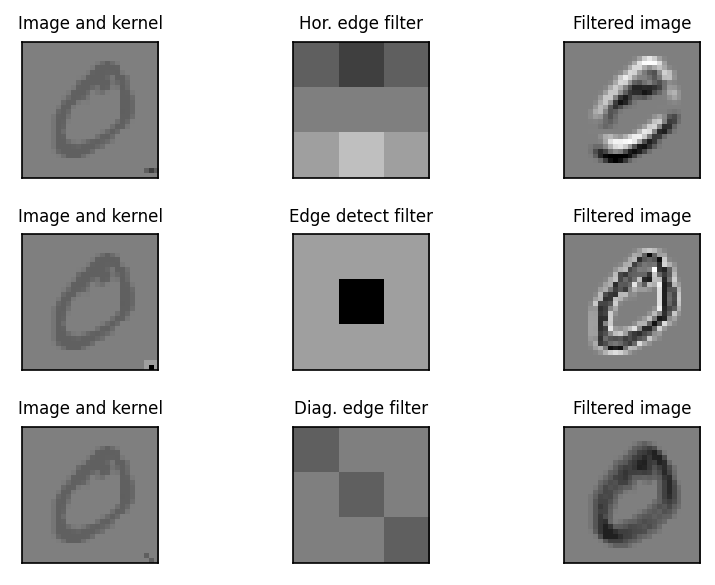 Image and kernel Hor. edge filter Filtered image
Image and kernel Edge detect filter Filtered image
Image and kernel Diag. edge filter Filtered image